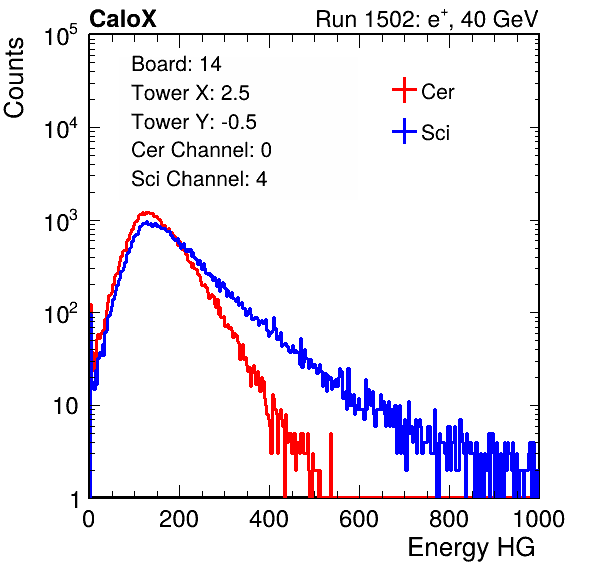 CaloX Run 1502: e⁺, 40 GeV
Counts
Board: 14
Tower X: 2.5
Tower Y: -0.5
Cer Channel: 0
Sci Channel: 4
Cer
Sci
10⁵
10⁴
10³
10²
10
1
0 200 400 600 800 1000
Energy HG